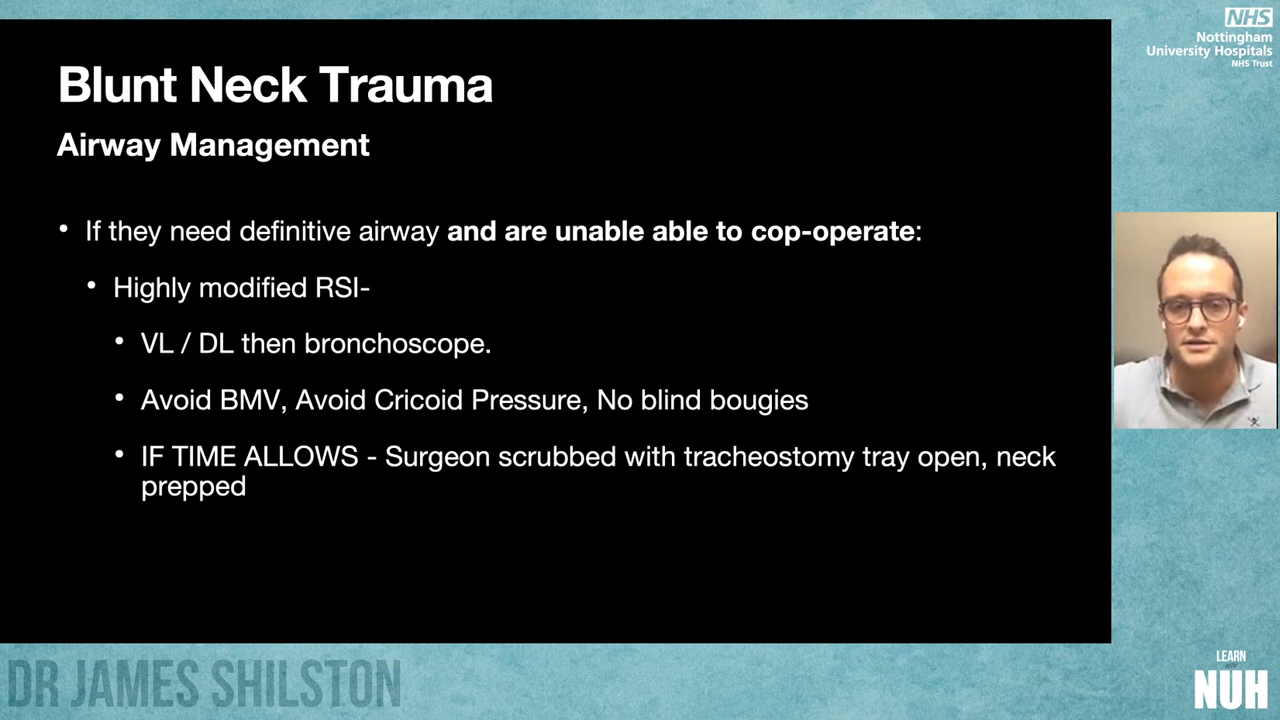 NHS
Nottingham
University Hospitals
NHS Trust
Blunt Neck Trauma
Airway Management
• If they need definitive airway and are unable able to cop-operate:
• Highly modified RSI-
• VL / DL then bronchoscope.
• Avoid BMV, Avoid Cricoid Pressure, No blind bougies
• IF TIME ALLOWS - Surgeon scrubbed with tracheostomy tray open, neck
prepped
DR JAMES SHILSTON
LEARN
NUH